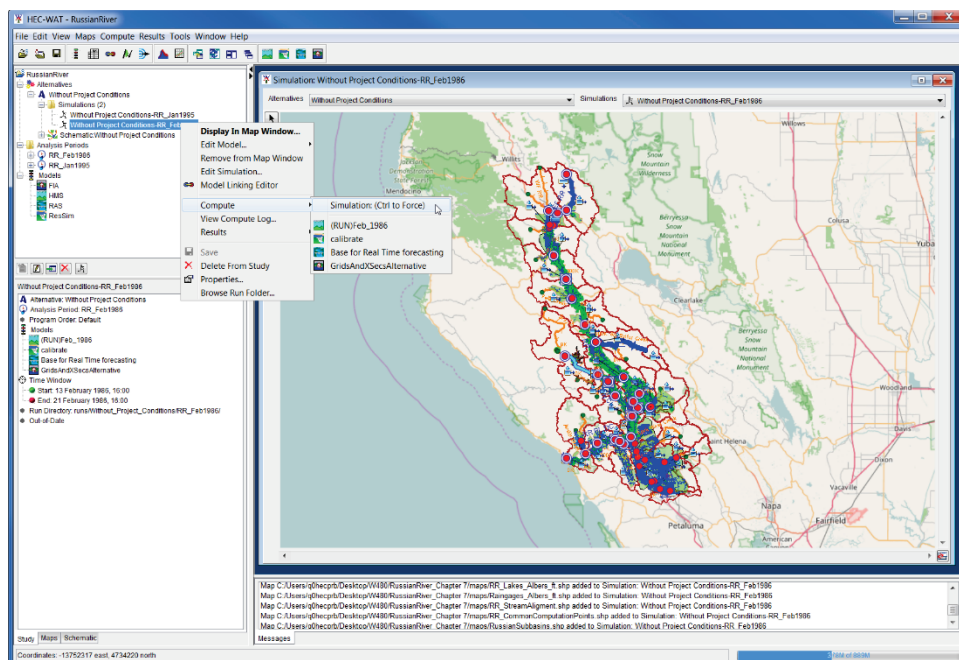 HEC-WAT - RussianRiver
File Edit View Maps Compute Results Tools Window Help
RussianRiver
Alternatives
Without Project Conditions
Simulations (2)
Without Project Conditions-RR_Jan1995
Without Project Conditions-RR_Feb
Schematic:Without Project Conditions
Analysis Periods
RR_Feb1986
RR_Jan1995
Models
FIA
HMS
RAS
ResSim
Display In Map Window...
Edit Model...
Remove from Map Window
Edit Simulation...
Model Linking Editor
Compute
View Compute Log...
Results
Save
Delete From Study
Properties...
Browse Run Folder...
Simulation: (Ctrl to Force)
(RUN)Feb_1986
calibrate
Base for Real Time forecasting
GridsAndXSecsAlternative
Without Project Conditions-RR_Feb1986
Alternative: Without Project Conditions
Analysis Period: RR_Feb1986
Program Order: Default
Models
(RUN)Feb_1986
calibrate
Base for Real Time forecasting
GridsAndXSecsAlternative
Time Window
Start: 13 February 1986, 16:00
End: 21 February 1986, 16:00
Run Directory: runs/Without_Project_Conditions/RR_Feb1986/
Out-of-Date
Study Maps Schematic
Simulation: Without Project Conditions-RR_Feb1986
Alternatives Without Project Conditions Simulations Without Project Conditions-RR_Feb1986
Willows
Willits
Snow
Mountain
Wilderness
Mendocino
Colusa
Berryessa
Snow
Mountain
National
Monument
Yuba
Clearlake
Berryessa
Snow
Mountain
National
Monument
Woodland
Davis
Saint Helena
Dixon
Vacaville
Napa
Fairfield
Petaluma
American
Canyon
Map C:/Users/q0hecprb/Desktop/W480/RussianRiver_Chapter 7/maps/RR_Lakes_Albers_ft.shp added to Simulation: Without Project Conditions-RR_Feb1986
Map C:/Users/q0hecprb/Desktop/W480/RussianRiver_Chapter 7/maps/Raingages_Albers_ft.shp added to Simulation: Without Project Conditions-RR_Feb1986
Map C:/Users/q0hecprb/Desktop/W480/RussianRiver_Chapter 7/maps/RR_StreamAligment.shp added to Simulation: Without Project Conditions-RR_Feb1986
Map C:/Users/q0hecprb/Desktop/W480/RussianRiver_Chapter 7/maps/RR_CommonComputationPoints.shp added to Simulation: Without Project Conditions-RR_Feb1986
Map C:/Users/q0hecprb/Desktop/W480/RussianRiver_Chapter 7/maps/RussianSubbasins.shp added to Simulation: Without Project Conditions-RR_Feb1986
Messages
Coordinates: -13752317 east, 4734220 north